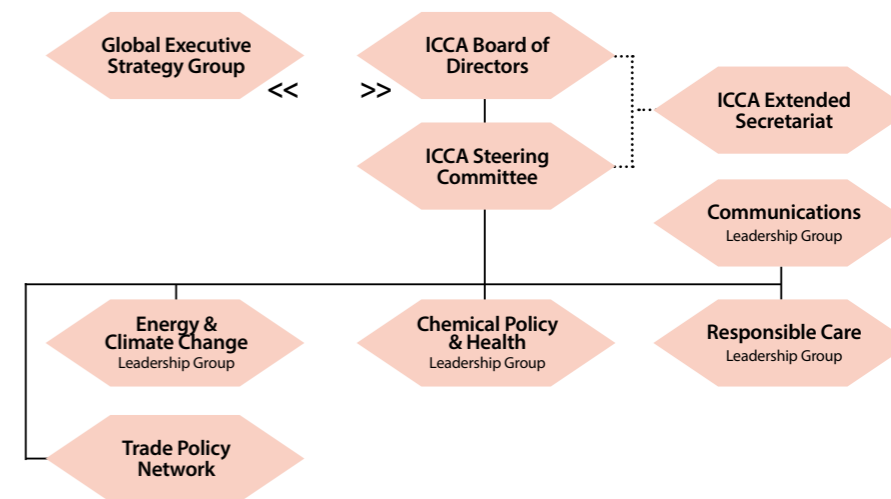 Global Executive
Strategy Group
<< >>
ICCA Board of
Directors
ICCA Extended
Secretariat
ICCA Steering
Committee
Communications
Leadership Group
Energy &
Climate Change
Leadership Group
Chemical Policy
& Health
Leadership Group
Responsible Care
Leadership Group
Trade Policy
Network